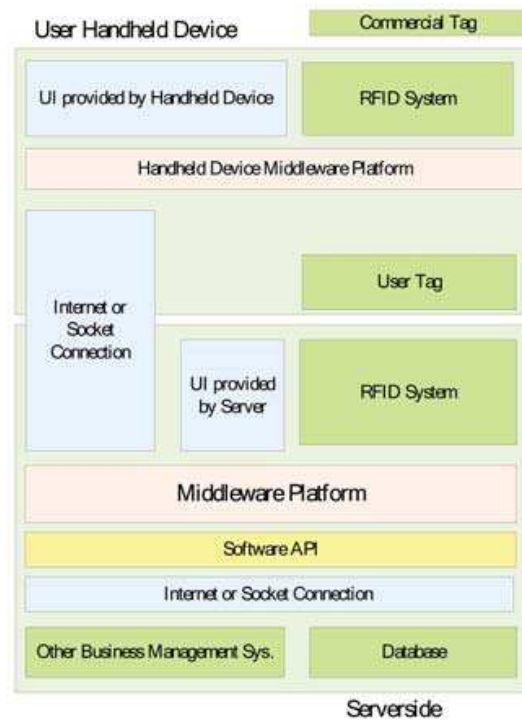 User Handheld Device
Commercial Tag
UI provided by Handheld Device
RFID System
Handheld Device Middleware Platform
User Tag
Internet or
Socket
Connection
UI provided
by Server
RFID System
Middleware Platform
Software API
Internet or Socket Connection
Other Business Management Sys.
Database
Serverside